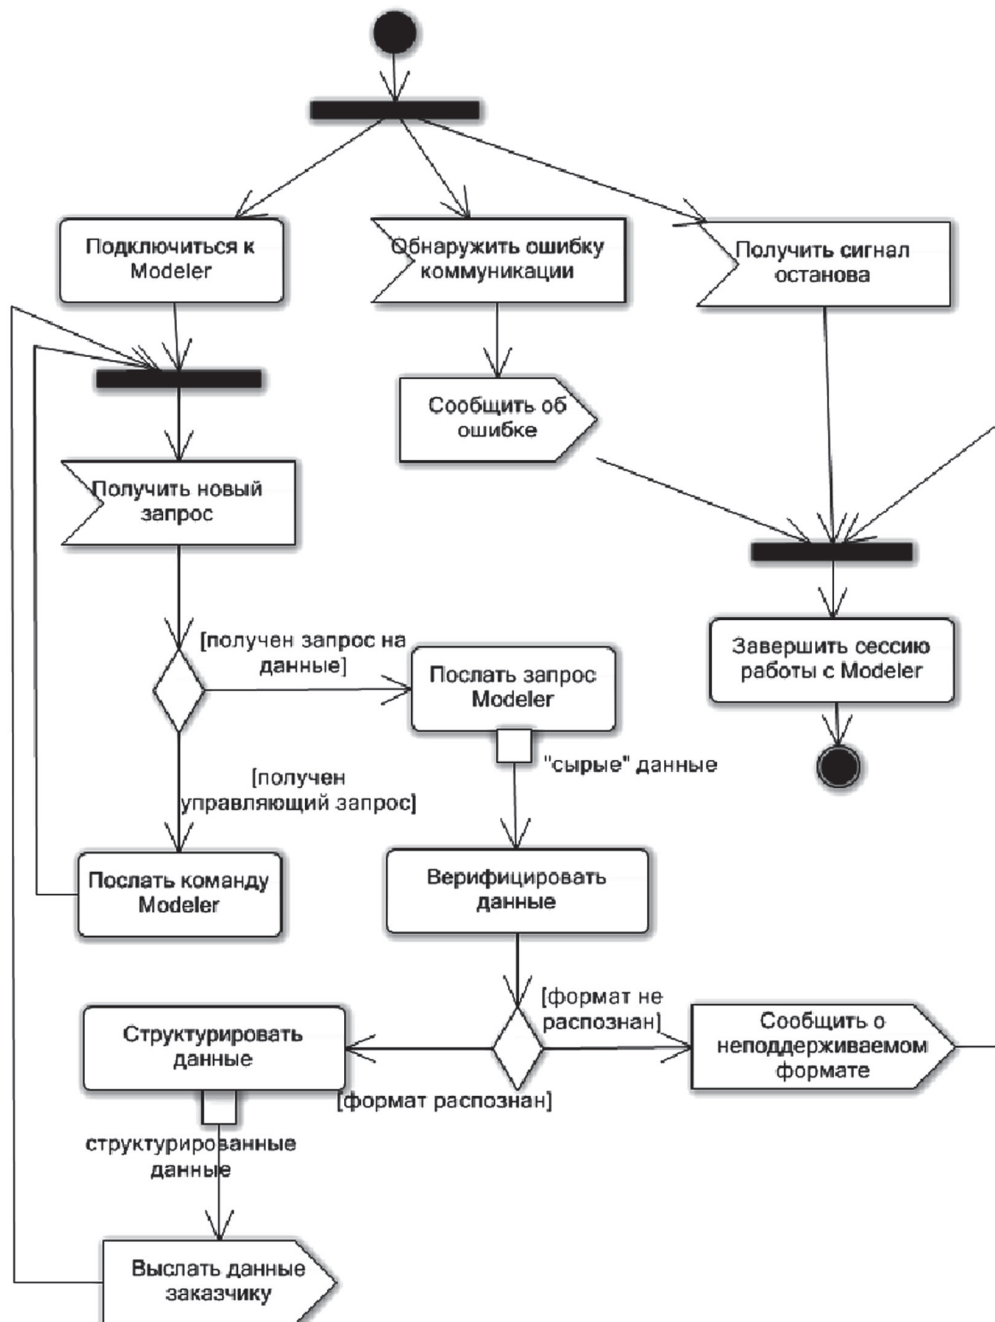 Подключиться к
Modeler
Обнаружить ошибку
коммуникации
Получить сигнал
останова
Сообщить об
ошибке
Получить новый
запрос
[получен запрос на
данные]
Послать запрос
Modeler
Завершить сессию
работы с Modeler
"сырые" данные
[получен
управляющий запрос]
Послать команду
Modeler
Верифицировать
данные
[формат не
распознан]
Структурировать
данные
Сообщить о
неподдерживаемом
формате
[формат распознан]
структурированные
данные
Выслать данные
заказчику